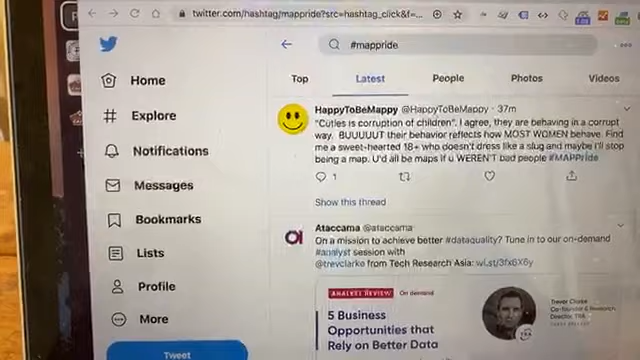 twitter.com/hashtag/mappride?src=hashtag_click&f=...
#mappride
Home
Explore
Notifications
Messages
Bookmarks
Lists
Profile
More
Tweet
Top
Latest
People
Photos
Videos
HappyToBeMappy @HappyToBeMappy · 37m
"Cuties is corruption of children". I agree, they are behaving in a corrupt
way. BUUUUUT their behavior reflects how MOST WOMEN behave. Find
me a sweet-hearted 18+ who doesn't dress like a slug and maybe I'll stop
being a map. U'd all be maps if u WEREN'T bad people #MAPPride
1
Show this thread
Ataccama @ataccama
On a mission to achieve better #dataquality? Tune in to our on-demand
#analyst session with
@trevclarke from Tech Research Asia:
ANALYST REVIEW On demand
5 Business
Opportunities that
Rely on Better Data
Trevor Clarke
Co-founder & Research
Director, TRA